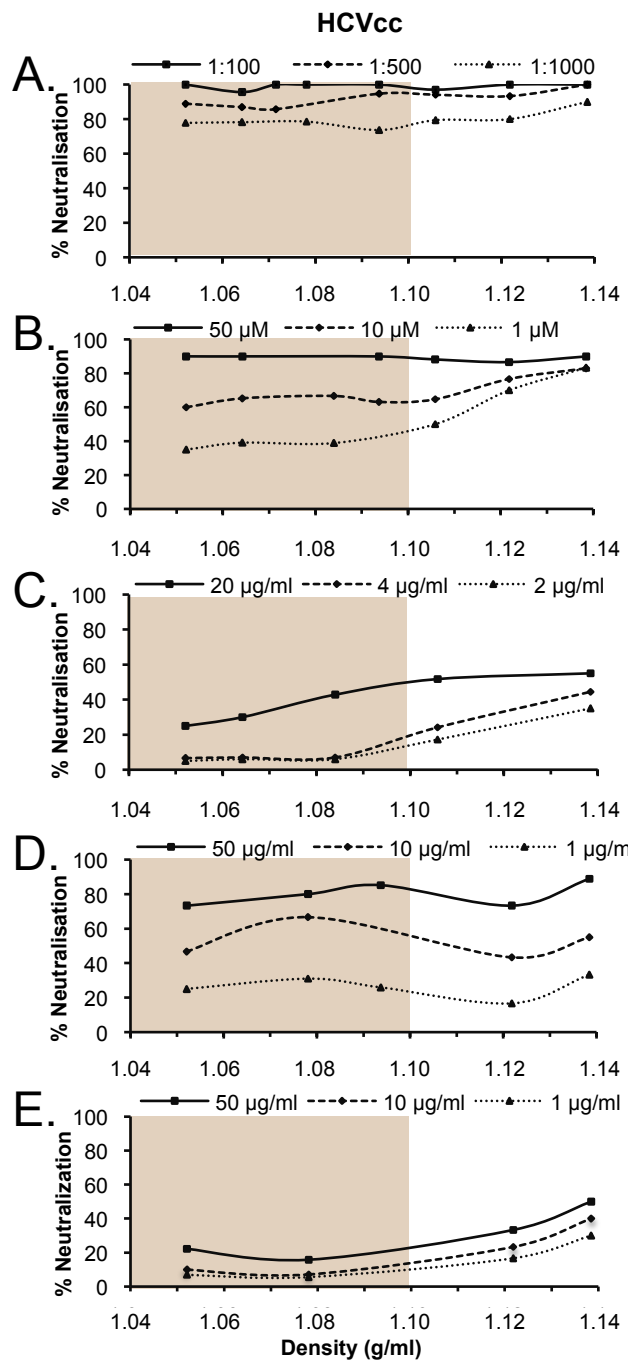 HCVcc
A.
1:100 1:500 1:1000
% Neutralisation
100
80
60
40
20
0
1.04 1.06 1.08 1.10 1.12 1.14
B.
50 µM 10 µM 1 µM
% Neutralisation
100
80
60
40
20
0
1.04 1.06 1.08 1.10 1.12 1.14
C.
20 µg/ml 4 µg/ml 2 µg/ml
% Neutralisation
100
80
60
40
20
0
1.04 1.06 1.08 1.10 1.12 1.14
D.
50 µg/ml 10 µg/ml 1 µg/m
% Neutralisation
100
80
60
40
20
0
1.04 1.06 1.08 1.10 1.12 1.14
E.
50 µg/ml 10 µg/ml 1 µg/ml
% Neutralization
100
80
60
40
20
0
1.04 1.06 1.08 1.10 1.12 1.14
Density (g/ml)